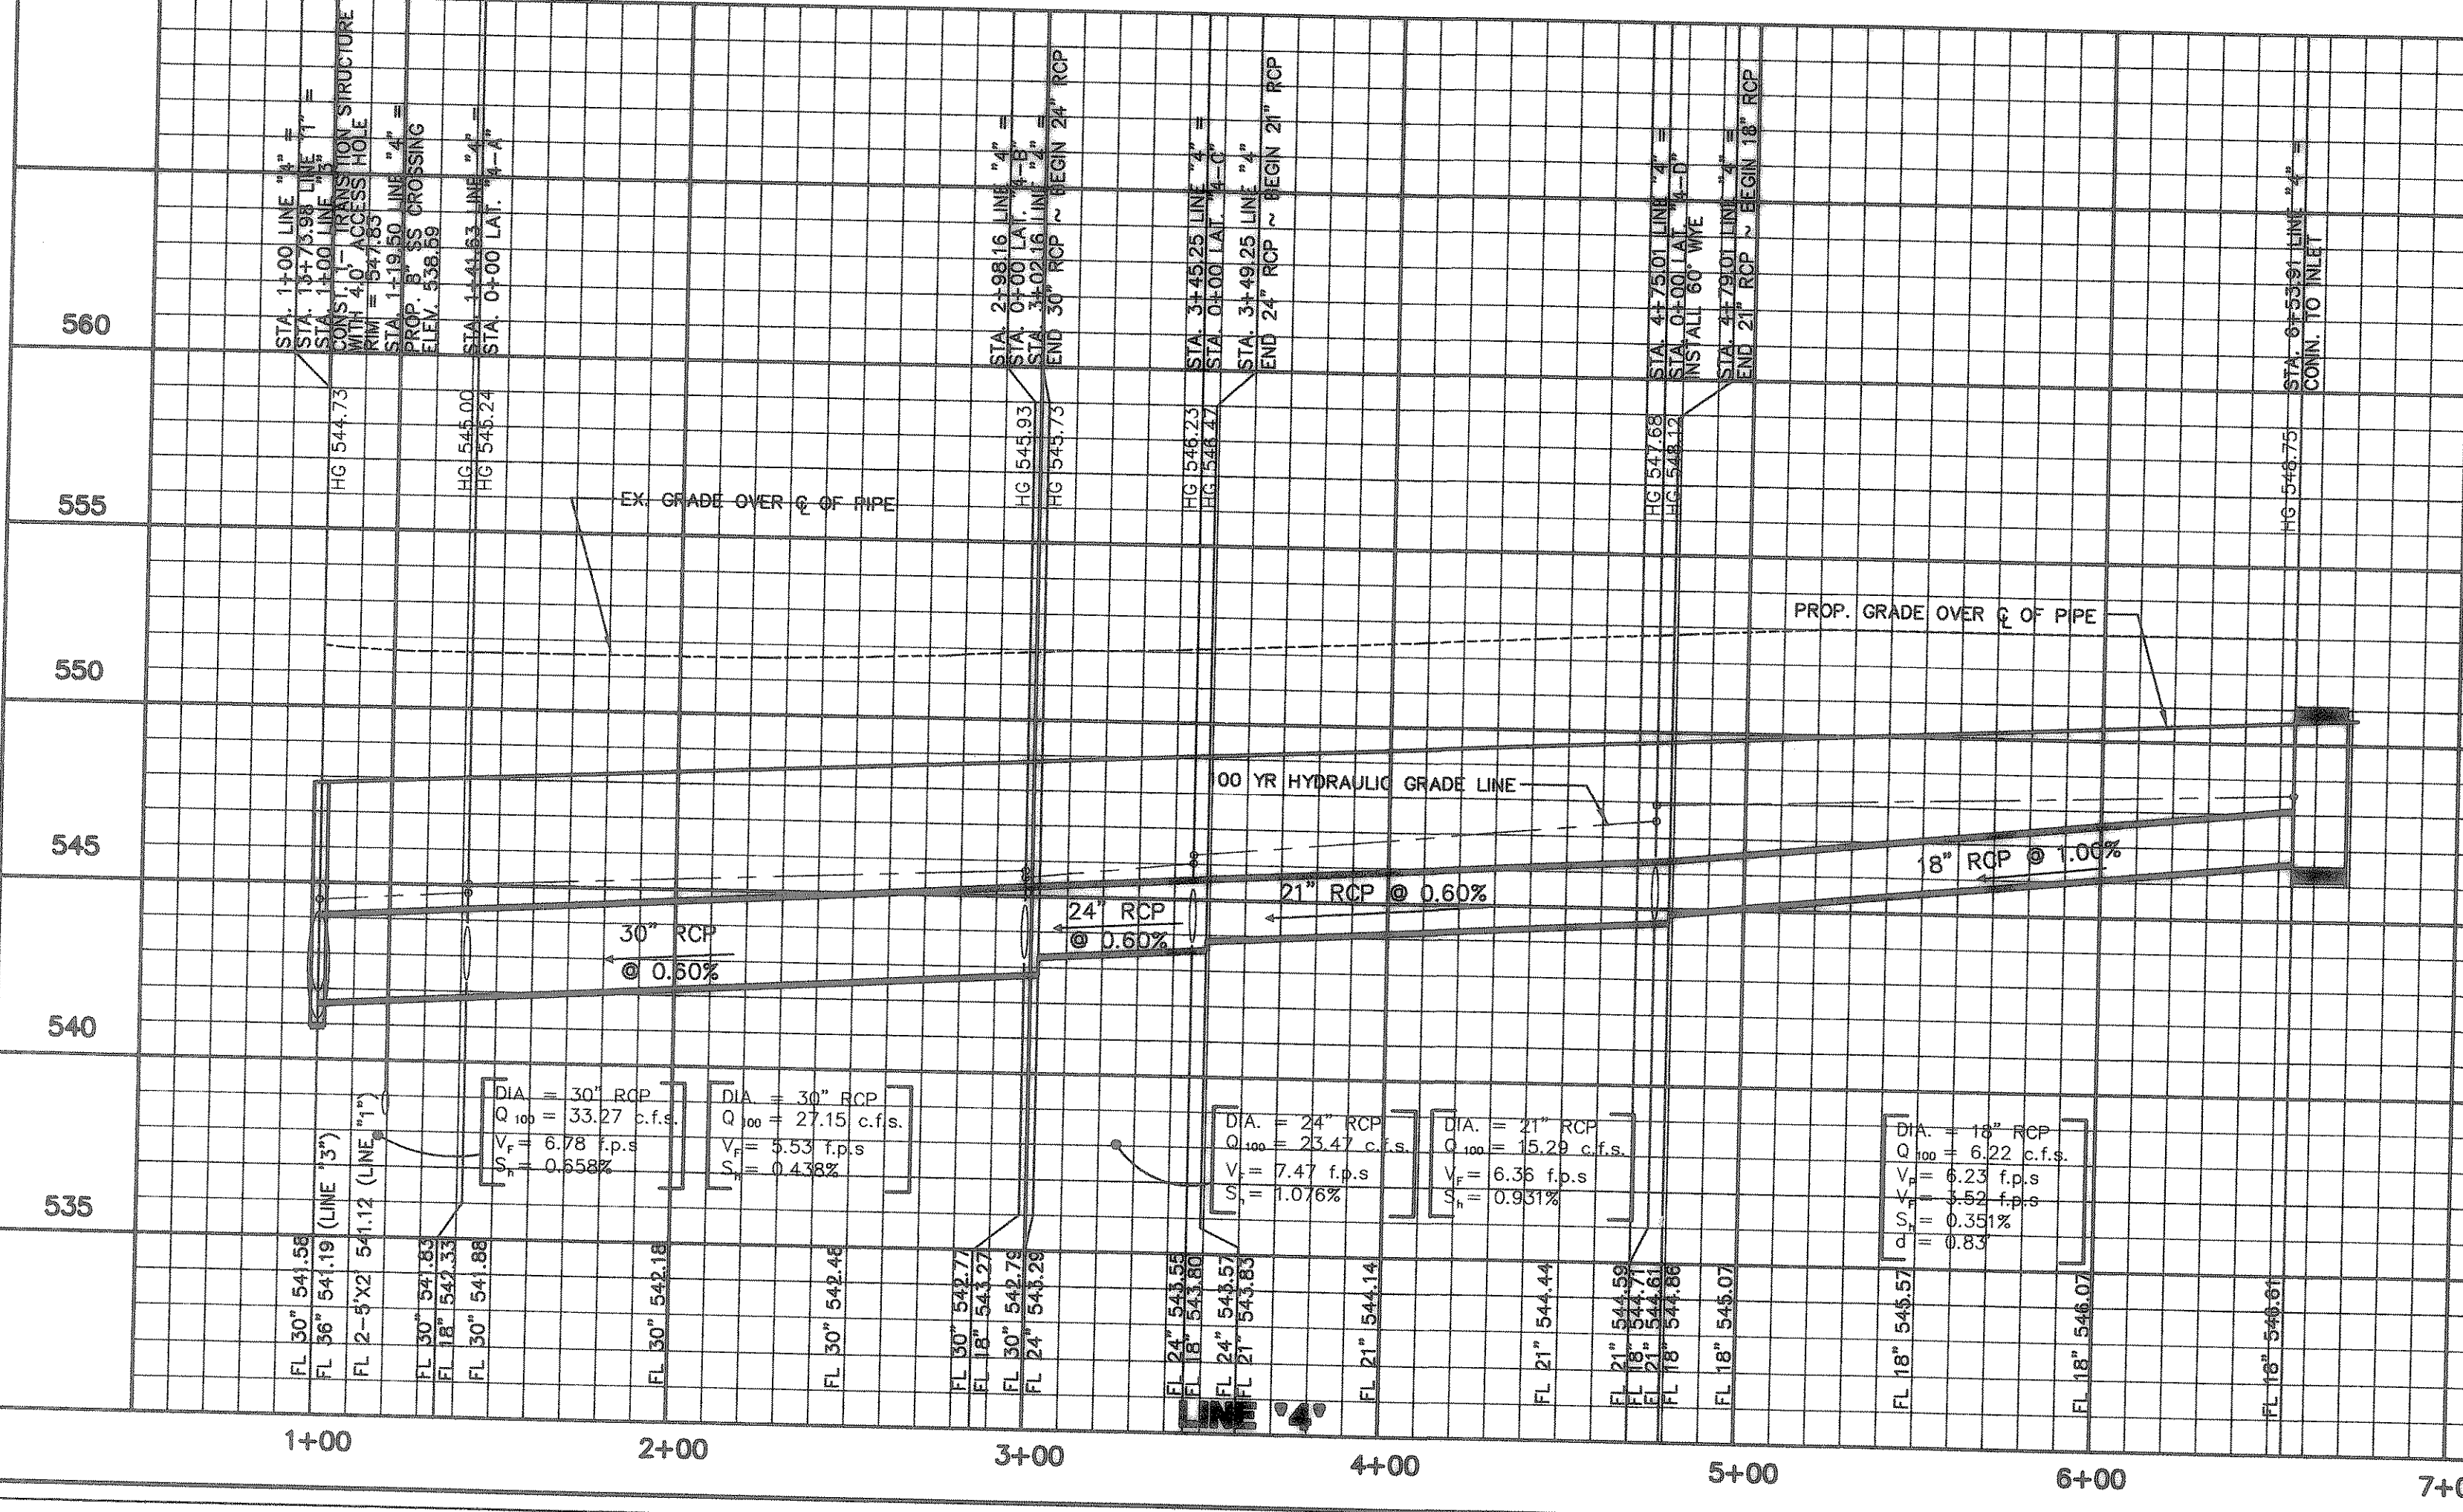 STA. 1+00 LINE "4" =
STA. 13+73.98 LINE "1" =
STA. 1+00 LINE "3"
CONST. 1- TRANSITION STRUCTURE
WITH 4.0' ACCESS HOLE
RIM = 547.83
STA. 1+19.50 LINE "4" =
PROP. 8" SS CROSSING
ELEV. 538.59
STA. 1+41.63 LINE "4" =
STA. 0+00 LAT. "4-A"
STA. 2+98.16 LINE "4" =
STA. 0+00 LAT. "4-B"
STA. 3+02.16 LINE "4" =
END 30" RCP ~ BEGIN 24" RCP
STA. 3+45.25 LINE "4" =
STA. 0+00 LAT. "4-C"
STA. 3+49.25 LINE "4"
END 24" RCP ~ BEGIN 21" RCP
STA. 4+75.01 LINE "4" =
STA. 0+00 LAT. "4-D"
INSTALL 60° WYE
STA. 4+79.01 LINE "4" =
END 21" RCP ~ BEGIN 18" RCP
STA. 6+53.91 LINE "4" =
CONN. TO INLET
560
HG 544.73
HG 545.00
HG 545.24
HG 545.93
HG 545.73
HG 546.23
HG 546.47
HG 547.68
HG 548.12
HG 548.75
555
EX. GRADE OVER ℄ OF PIPE
PROP. GRADE OVER ℄ OF PIPE
550
100 YR HYDRAULIC GRADE LINE
545
30" RCP
@ 0.60%
24" RCP
@ 0.60%
21" RCP @ 0.60%
18" RCP @ 1.00%
540
DIA. = 30" RCP
Q100 = 33.27 c.f.s.
VF = 6.78 f.p.s
Sh = 0.658%
DIA. = 30" RCP
Q100 = 27.15 c.f.s.
VF = 5.53 f.p.s
Sh = 0.438%
DIA. = 24" RCP
Q100 = 23.47 c.f.s.
VF = 7.47 f.p.s
Sh = 1.076%
DIA. = 21" RCP
Q100 = 15.29 c.f.s.
VF = 6.36 f.p.s
Sh = 0.931%
DIA. = 18" RCP
Q100 = 6.22 c.f.s.
VP = 6.23 f.p.s
VF = 3.52 f.p.s
Sh = 0.351%
d = 0.83'
535
FL 30" 541.58
FL 36" 541.19 (LINE "3")
FL 2-5'X2' 541.12 (LINE "1")
FL 30" 541.83
FL 18" 542.33
FL 30" 541.88
FL 30" 542.18
FL 30" 542.48
FL 30" 542.77
FL 18" 543.27
FL 30" 542.79
FL 24" 543.29
FL 24" 543.55
FL 18" 543.80
FL 24" 543.57
FL 21" 543.83
FL 21" 544.14
FL 21" 544.44
FL 21" 544.59
FL 18" 544.71
FL 21" 544.61
FL 18" 544.86
FL 18" 545.07
FL 18" 545.57
FL 18" 546.07
FL 18" 546.61
LINE "4"
1+00
2+00
3+00
4+00
5+00
6+00